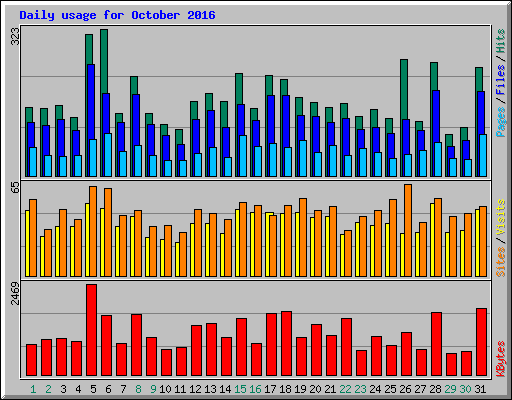 Daily usage for October 2016
323
Pages / Files / Hits
65
Sites / Visits
2469
KBytes
1 2 3 4 5 6 7 8 9 10 11 12 13 14 15 16 17 18 19 20 21 22 23 24 25 26 27 28 29 30 31